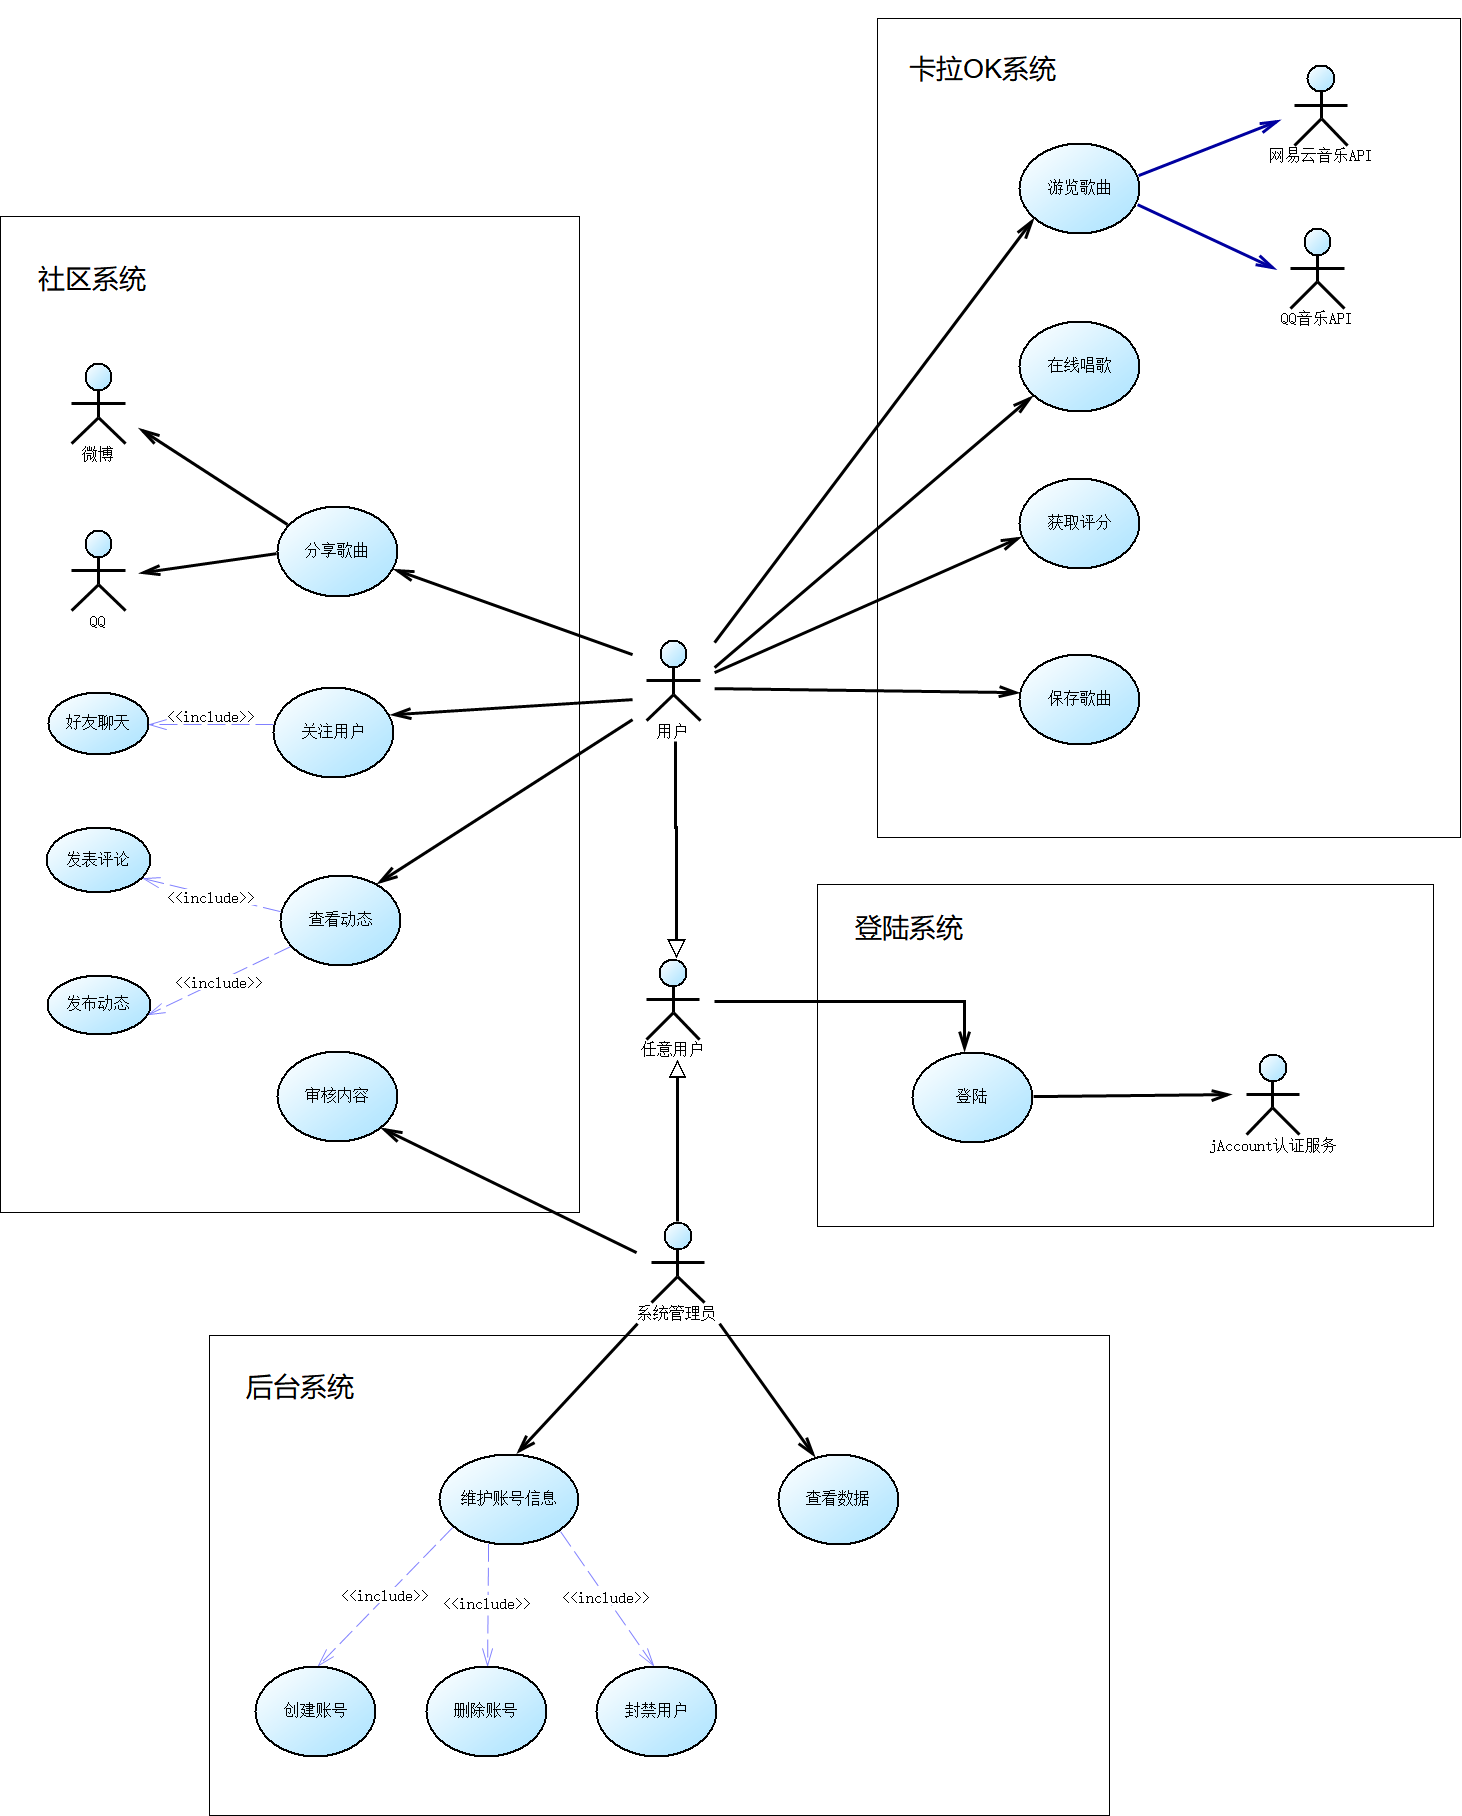 卡拉OK系统
网易云音乐API
游览歌曲
QQ音乐API
在线唱歌
获取评分
保存歌曲
社区系统
微博
分享歌曲
QQ
好友聊天
<<include>>
关注用户
用户
发表评论
<<include>>
查看动态
<<include>>
发布动态
审核内容
任意用户
登陆系统
登陆
jAccount认证服务
系统管理员
后台系统
维护账号信息
查看数据
<<include>>
<<include>>
<<include>>
创建账号
删除账号
封禁用户